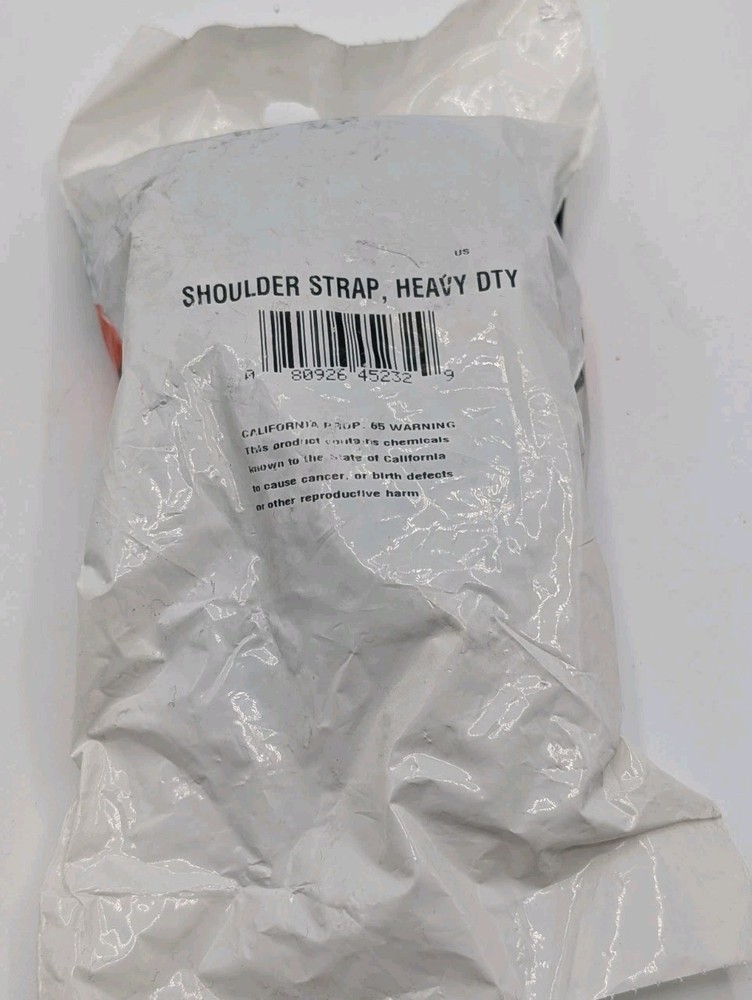 US
SHOULDER STRAP, HEAVY DTY
0 80926 45232 9
CALIFORNIA PROP. 65 WARNING
This product contains chemicals
known to the State of California
to cause cancer, or birth defects
or other reproductive harm